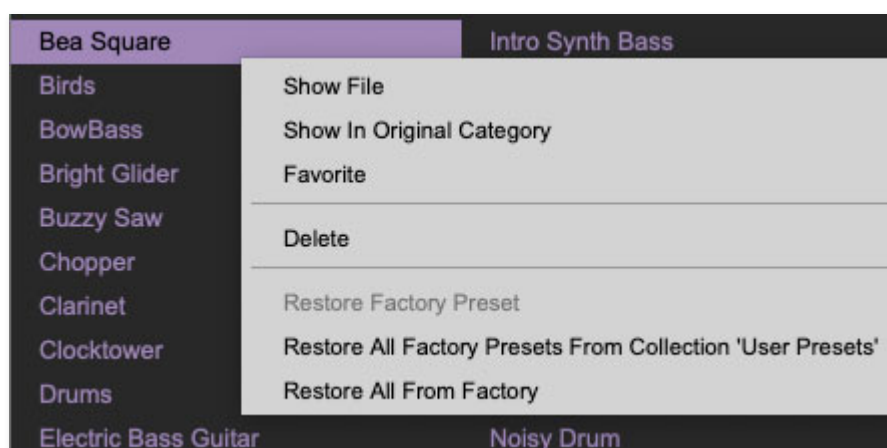 Bea Square
Intro Synth Bass
Birds
BowBass
Bright Glider
Buzzy Saw
Chopper
Clarinet
Clocktower
Drums
Electric Bass Guitar
Noisy Drum
Show File
Show In Original Category
Favorite
Delete
Restore Factory Preset
Restore All Factory Presets From Collection 'User Presets'
Restore All From Factory